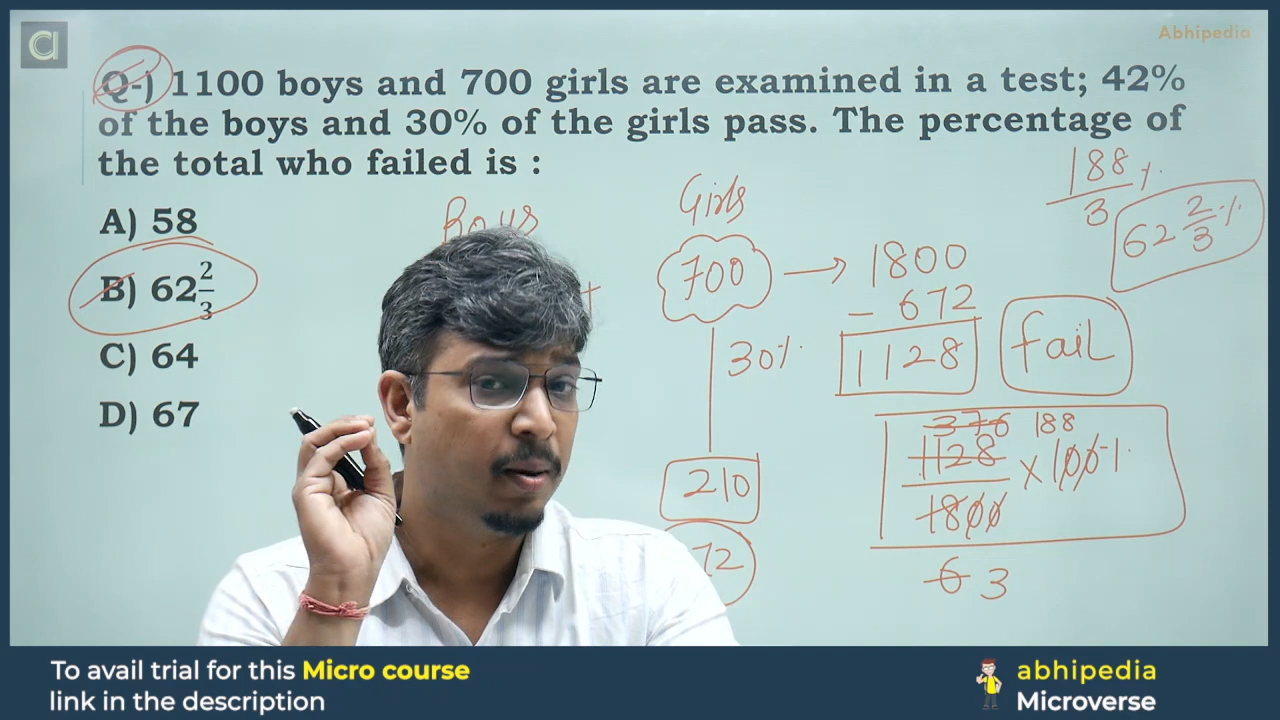 Abhipedia
Q-) 1100 boys and 700 girls are examined in a test; 42%
of the boys and 30% of the girls pass. The percentage of
the total who failed is :
A) 58
B) 62 2/3
C) 64
D) 67
Boys
Girls
700 → 1800
- 672
1128
fail
30%
210
72
376 188
1128 × 100%
1800
6 3
188/3 %
62 2/3 %
To avail trial for this Micro course
link in the description
abhipedia
Microverse